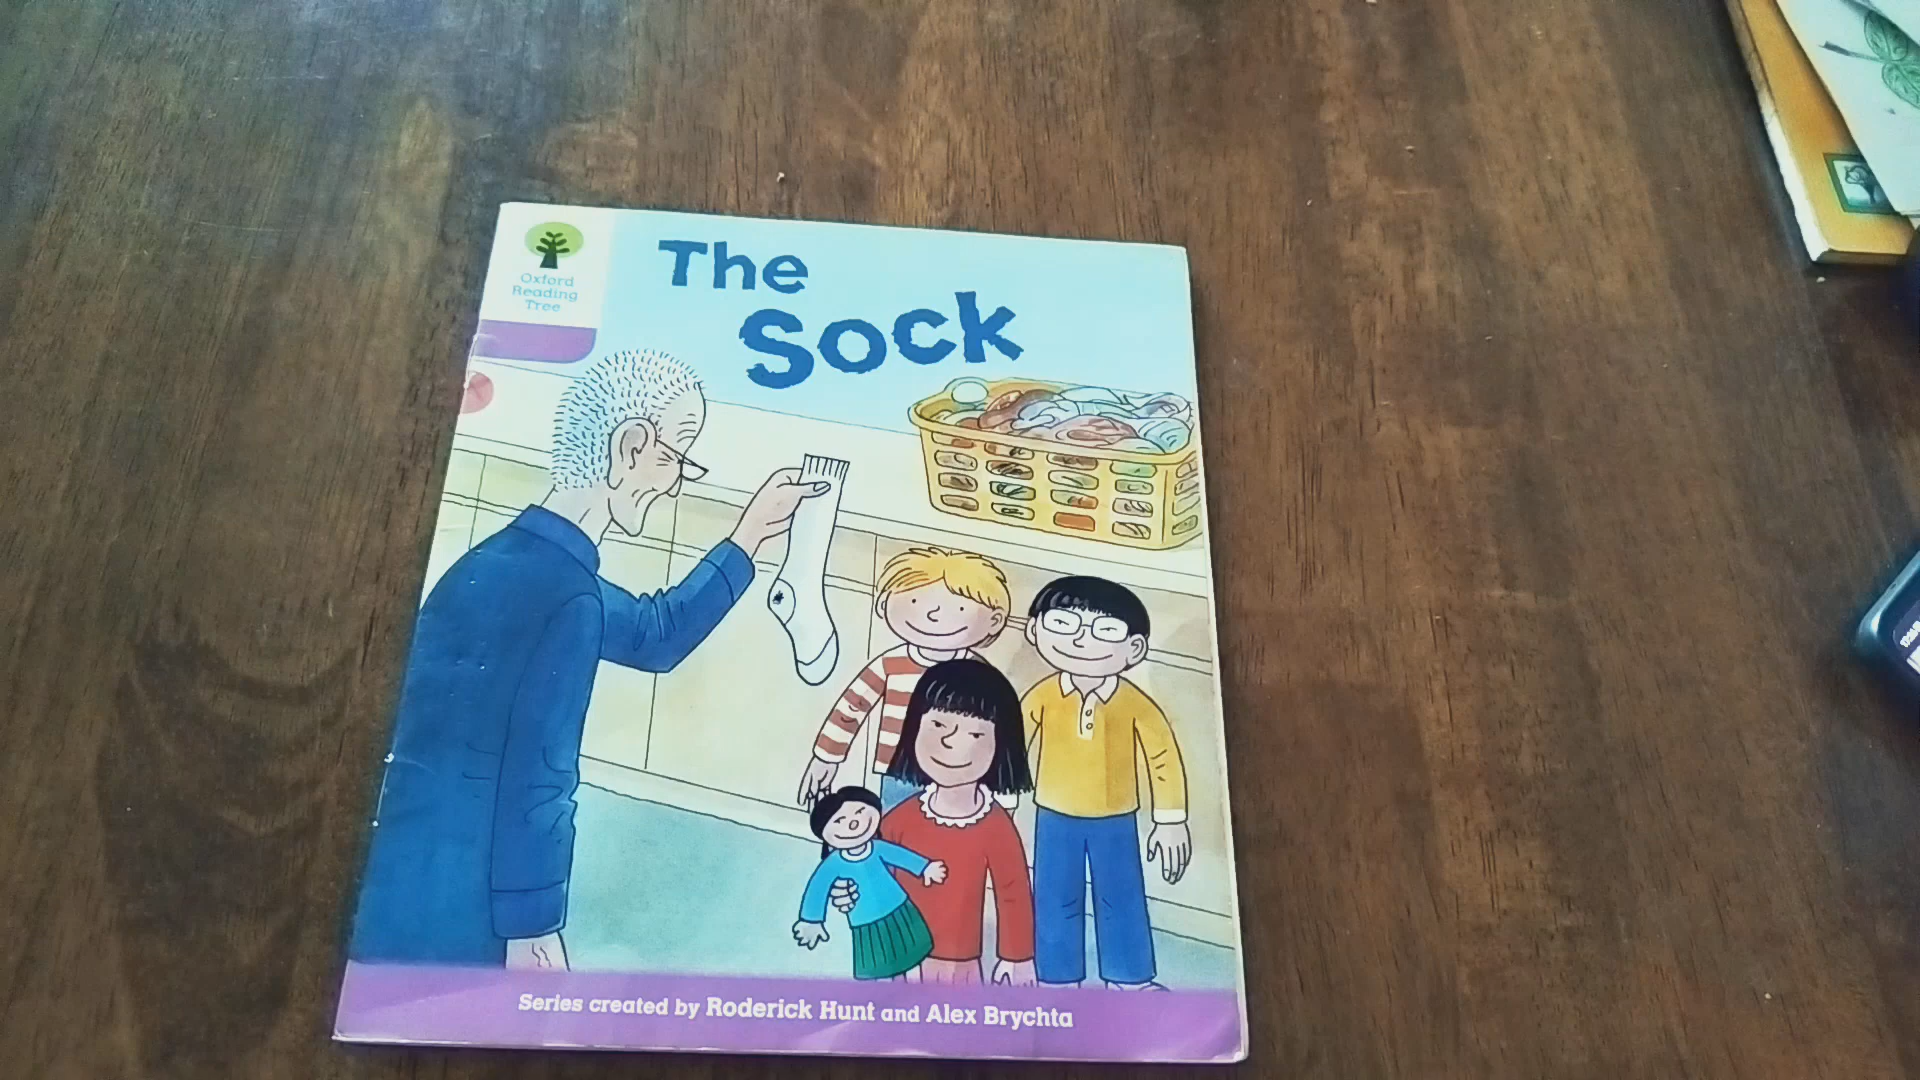 Oxford
Reading
Tree
The
Sock
Series created by Roderick Hunt and Alex Brychta